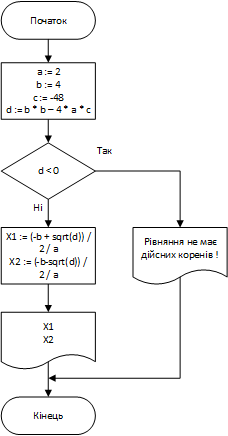 Початок
a := 2
b := 4
c := -48
d := b * b – 4 * a * c
Так
d < 0
Ні
X1 := (-b + sqrt(d)) /
2 / a
X2 := (-b-sqrt(d)) /
2 / a
Рівняння не має
дійсних коренів !
X1
X2
Кінець